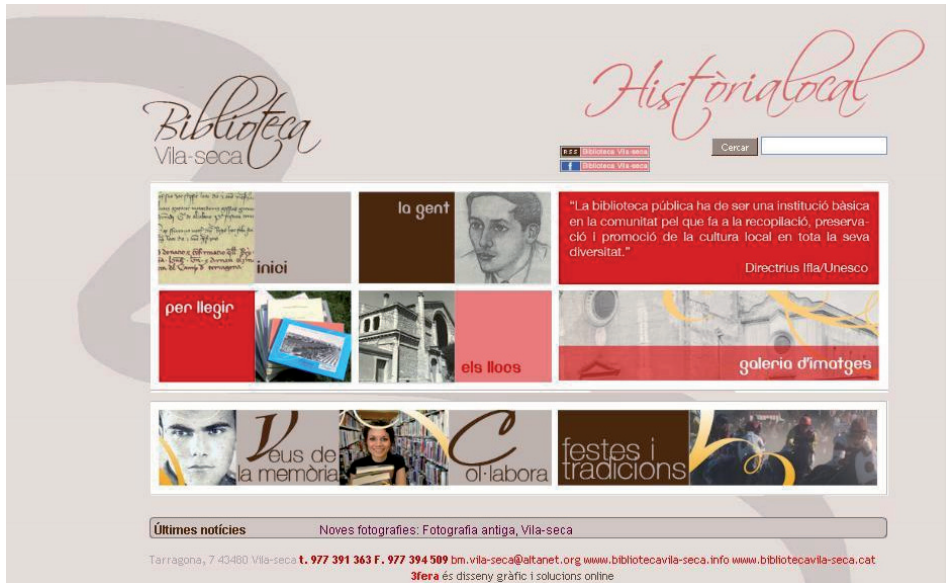 Biblioteca
Vila-seca
Històrialocal
RSS Biblioteca Vila-seca
f Biblioteca Vila-seca
Cercar
inici
la gent
"La biblioteca pública ha de ser una institució bàsica
en la comunitat pel que fa a la recopilació, preserva-
ció i promoció de la cultura local en tota la seva
diversitat."
Directrius Ifla/Unesco
per llegir
els llocs
galeria d'imatges
Veus de
la memòria
Col·labora
festes i
tradicions
Últimes notícies Noves fotografies: Fotografia antiga, Vila-seca
Tarragona, 7 43480 Vila-seca t. 977 391 363 F. 977 394 509 bm.vila-seca@altanet.org www.bibliotecavila-seca.info www.bibliotecavila-seca.cat
3fera és disseny gràfic i solucions online